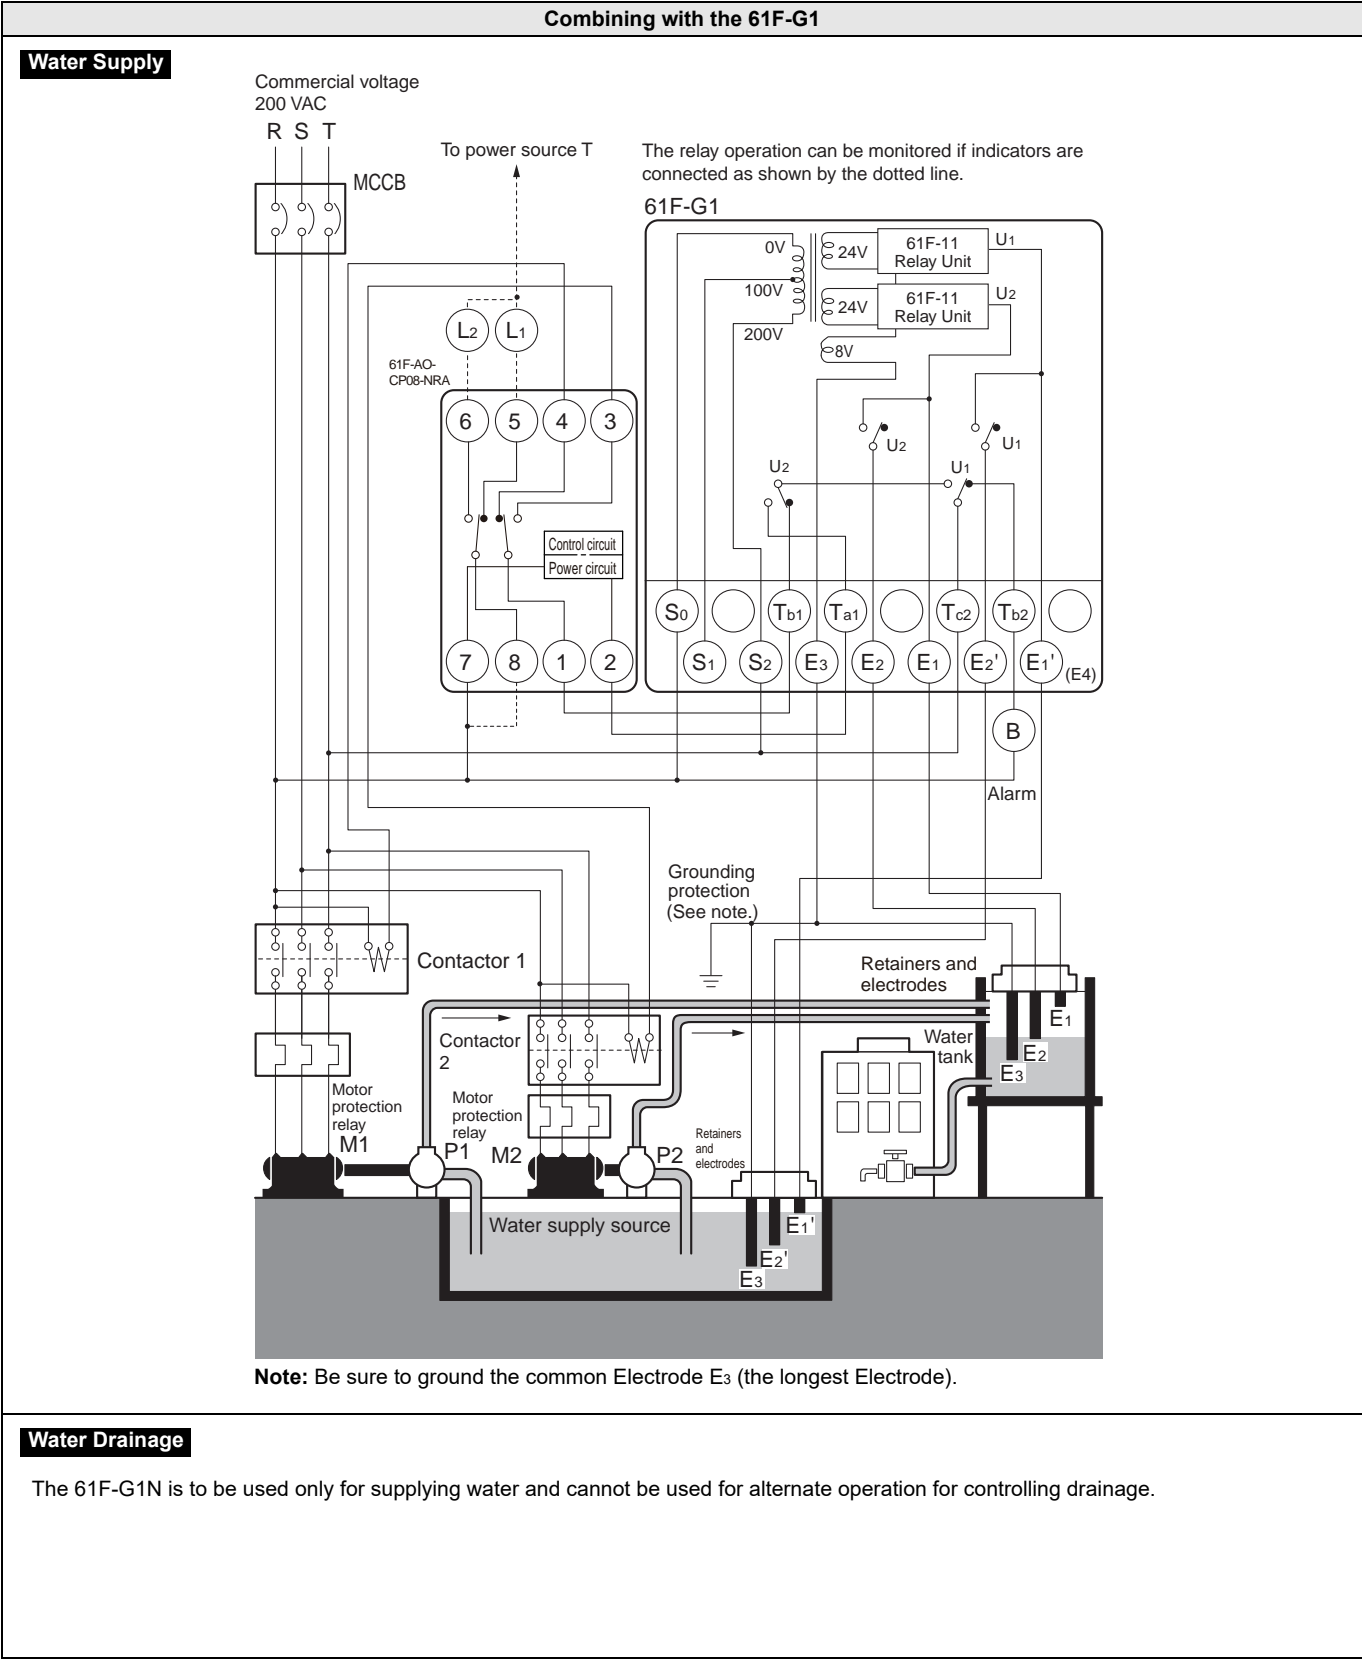 Combining with the 61F-G1
Water Supply
Commercial voltage
200 VAC
R S T
MCCB
To power source T
The relay operation can be monitored if indicators are
connected as shown by the dotted line.
61F-G1
0V
100V
200V
24V
24V
8V
61F-11
Relay Unit
U1
61F-11
Relay Unit
U2
L2
L1
61F-AO-
CP08-NRA
6
5
4
3
U2
U1
U2
U1
Control circuit
Power circuit
7
8
1
2
S0
Tb1
Ta1
Tc2
Tb2
S1
S2
E3
E2
E1
E2'
E1'
(E4)
B
Alarm
Grounding
protection
(See note.)
Contactor 1
Retainers and
electrodes
Contactor
2
Water
tank
E1
E2
E3
Motor
protection
relay
M1
P1
Motor
protection
relay
M2
P2
Retainers
and
electrodes
Water supply source
E1'
E2'
E3
Note: Be sure to ground the common Electrode E3 (the longest Electrode).
Water Drainage
The 61F-G1N is to be used only for supplying water and cannot be used for alternate operation for controlling drainage.